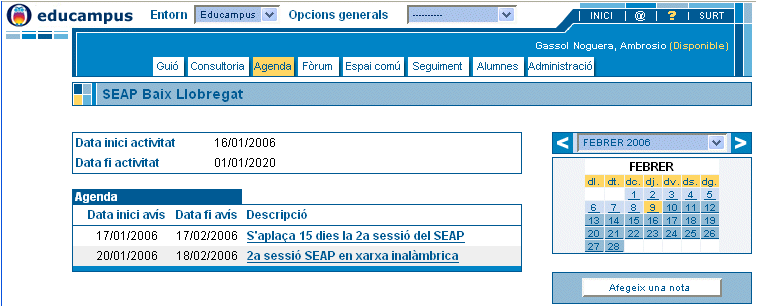 educampus Entorn Educampus Opcions generals ----------
INICI @ ? SURT
Gassol Noguera, Ambrosio (Disponible)
Guió Consultoria Agenda Fòrum Espai comú Seguiment Alumnes Administració
SEAP Baix Llobregat
Data inici activitat 16/01/2006
Data fi activitat 01/01/2020
Agenda
Data inici avís Data fi avís Descripció
17/01/2006 17/02/2006 S'aplaça 15 dies la 2a sessió del SEAP
20/01/2006 18/02/2006 2a sessió SEAP en xarxa inalàmbrica
< FEBRER 2006 >
FEBRER
dl. dt. dc. dj. dv. ds. dg.
1 2 3 4 5
6 7 8 9 10 11 12
13 14 15 16 17 18 19
20 21 22 23 24 25 26
27 28
Afegeix una nota